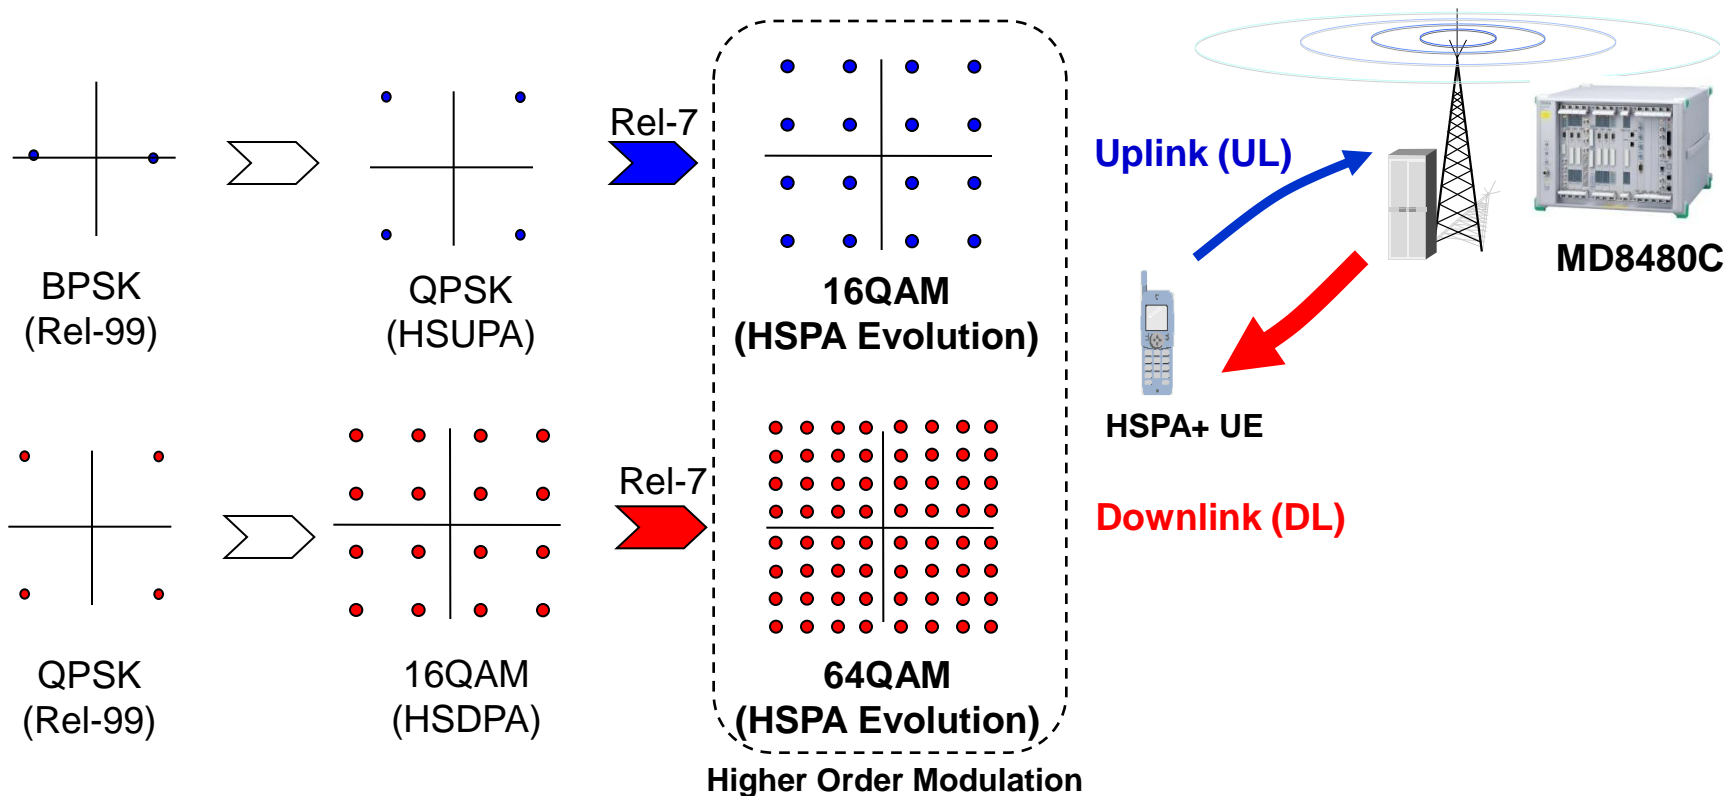 Rel-7
Uplink (UL)
MD8480C
BPSK
(Rel-99)
QPSK
(HSUPA)
16QAM
(HSPA Evolution)
HSPA+ UE
Rel-7
Downlink (DL)
QPSK
(Rel-99)
16QAM
(HSDPA)
64QAM
(HSPA Evolution)
Higher Order Modulation